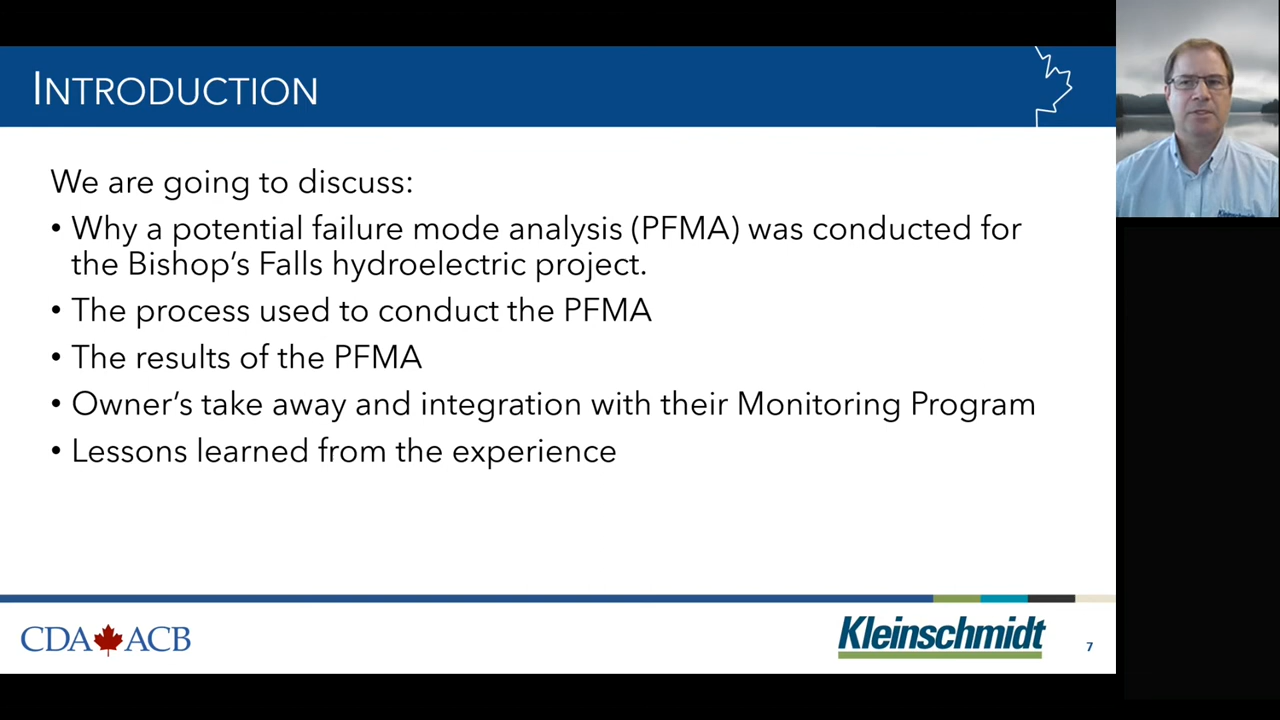 INTRODUCTION
We are going to discuss:
• Why a potential failure mode analysis (PFMA) was conducted for
the Bishop's Falls hydroelectric project.
• The process used to conduct the PFMA
• The results of the PFMA
• Owner's take away and integration with their Monitoring Program
• Lessons learned from the experience
CDA ACB
Kleinschmidt
7
Kleinschmidt